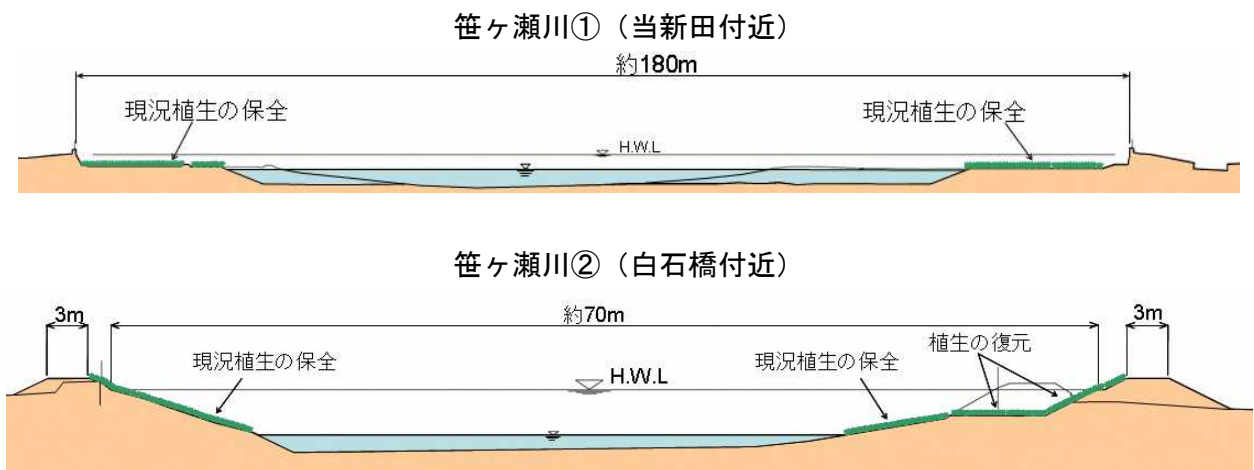 笹ヶ瀬川①（当新田付近）
約180m
現況植生の保全
現況植生の保全
H.W.L
笹ヶ瀬川②（白石橋付近）
3m
約70m
3m
植生の復元
現況植生の保全
現況植生の保全
H.W.L